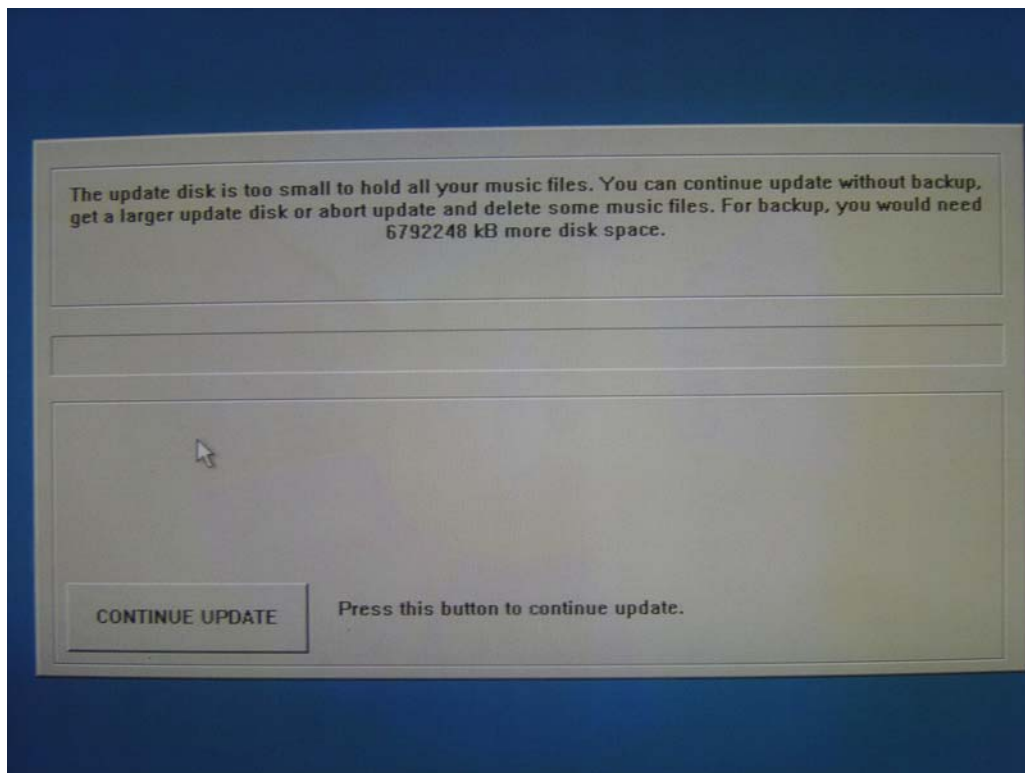 The update disk is too small to hold all your music files. You can continue update without backup,
get a larger update disk or abort update and delete some music files. For backup, you would need
6792248 kB more disk space.
CONTINUE UPDATE
Press this button to continue update.